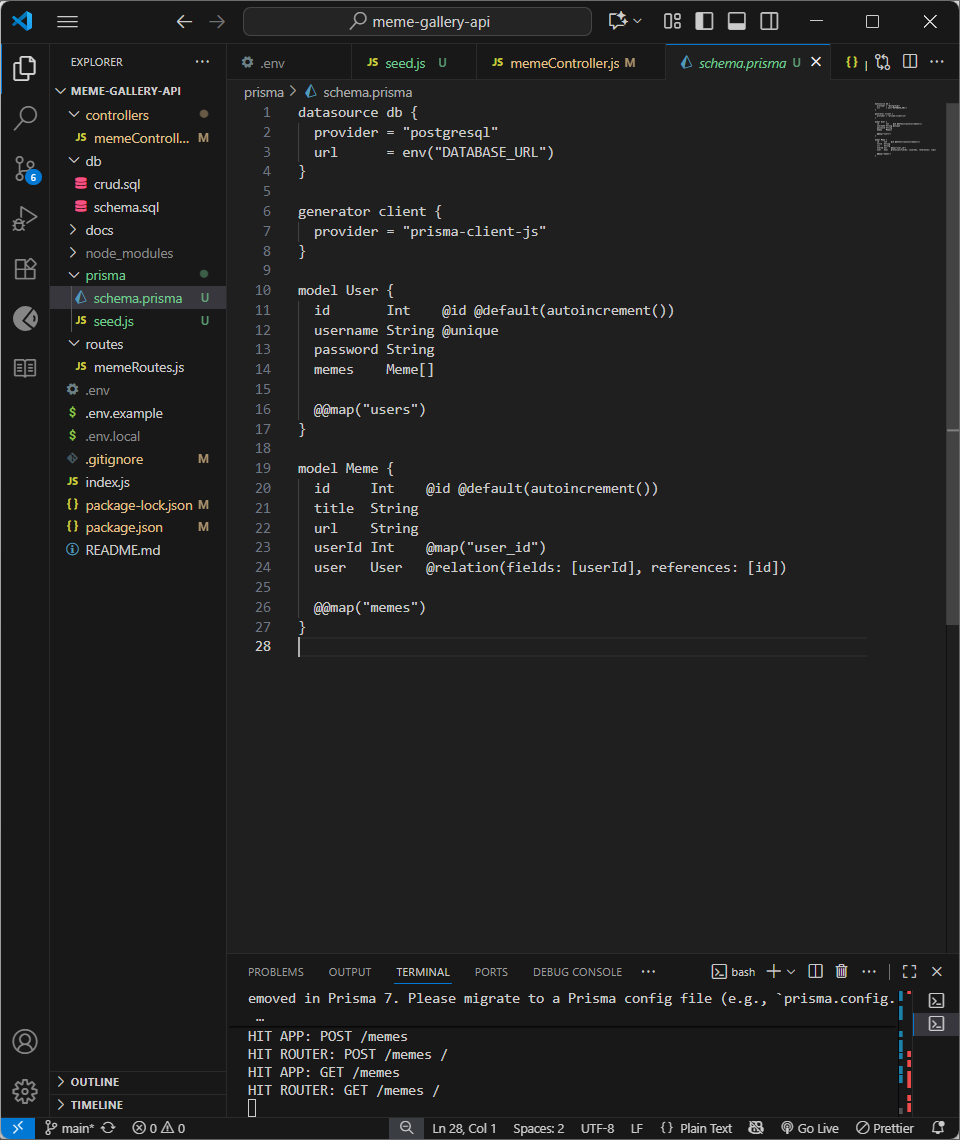 meme-gallery-api
EXPLORER
MEME-GALLERY-API
controllers
JS memeControll... M
db
crud.sql
schema.sql
docs
node_modules
prisma
schema.prisma U
JS seed.js U
routes
JS memeRoutes.js
.env
$ .env.example
$ .env.local
.gitignore M
JS index.js
{} package-lock.json M
{} package.json M
README.md
OUTLINE
TIMELINE
6
.env
JS seed.js U
JS memeController.js M
schema.prisma U
{}
prisma > schema.prisma
1 datasource db {
2 provider = "postgresql"
3 url = env("DATABASE_URL")
4 }
5
6 generator client {
7 provider = "prisma-client-js"
8 }
9
10 model User {
11 id Int @id @default(autoincrement())
12 username String @unique
13 password String
14 memes Meme[]
15
16 @@map("users")
17 }
18
19 model Meme {
20 id Int @id @default(autoincrement())
21 title String
22 url String
23 userId Int @map("user_id")
24 user User @relation(fields: [userId], references: [id])
25
26 @@map("memes")
27 }
28
PROBLEMS OUTPUT TERMINAL PORTS DEBUG CONSOLE ...
bash
emoved in Prisma 7. Please migrate to a Prisma config file (e.g., `prisma.config.
…
HIT APP: POST /memes
HIT ROUTER: POST /memes /
HIT APP: GET /memes
HIT ROUTER: GET /memes /
main* 0 0 Ln 28, Col 1 Spaces: 2 UTF-8 LF {} Plain Text Go Live Prettier